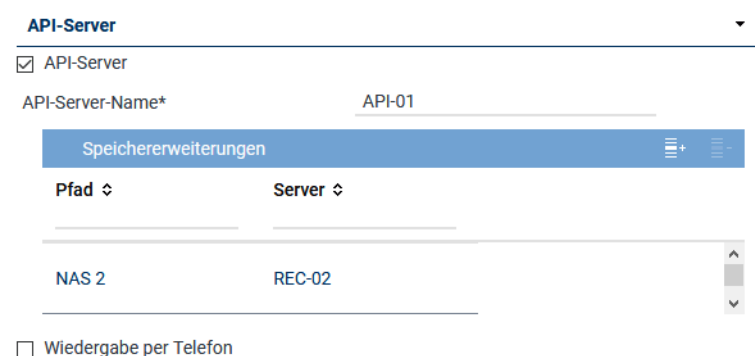 API-Server
API-Server
API-Server-Name* API-01
Speichererweiterungen
Pfad Server
NAS 2 REC-02
Wiedergabe per Telefon